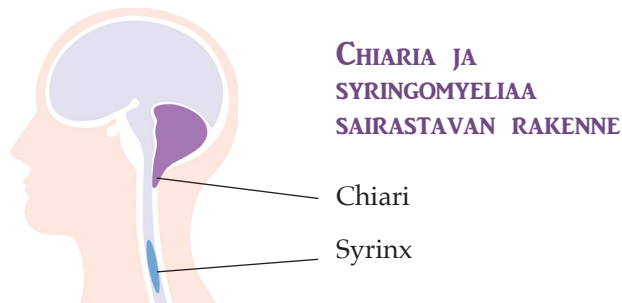 Chiaria ja
syringomyeliaa
sairastavan rakenne
Chiari
Syrinx